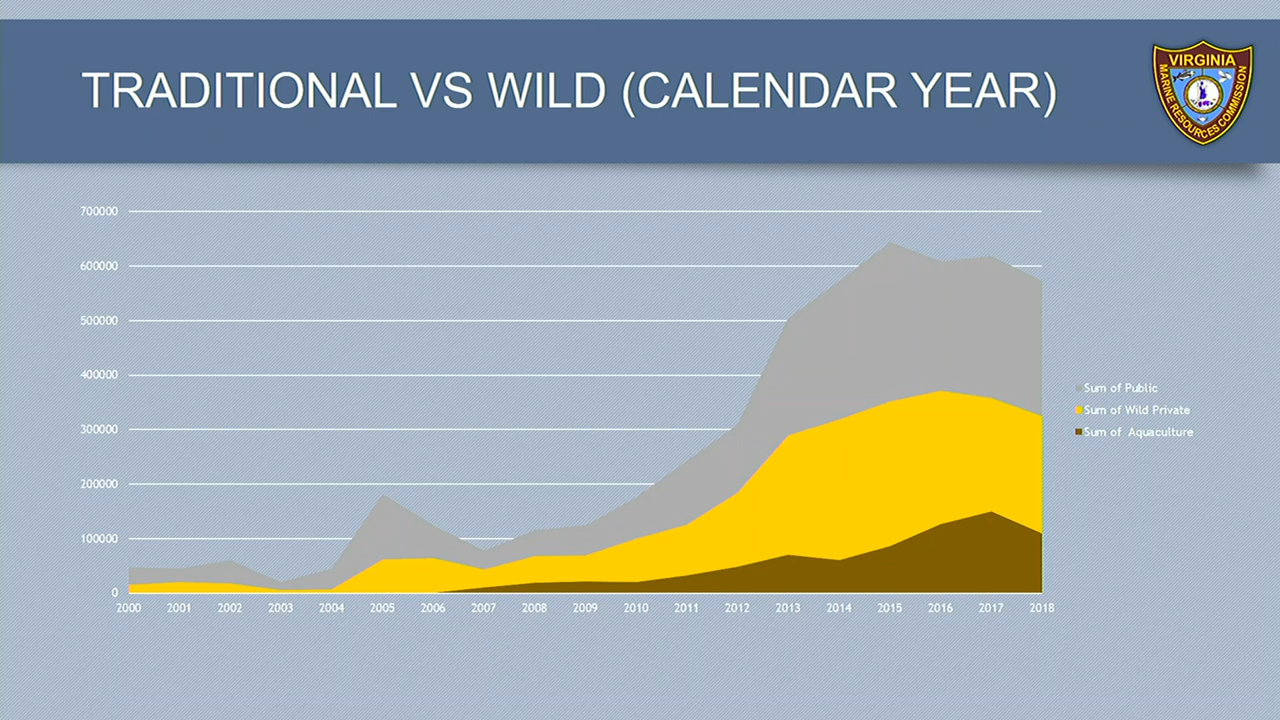 TRADITIONAL VS WILD (CALENDAR YEAR)
VIRGINIA
MARINE RESOURCES COMMISSION
700000
600000
500000
400000
300000
200000
100000
0
2000 2001 2002 2003 2004 2005 2006 2007 2008 2009 2010 2011 2012 2013 2014 2015 2016 2017 2018
Sum of Public
Sum of Wild Private
Sum of Aquaculture